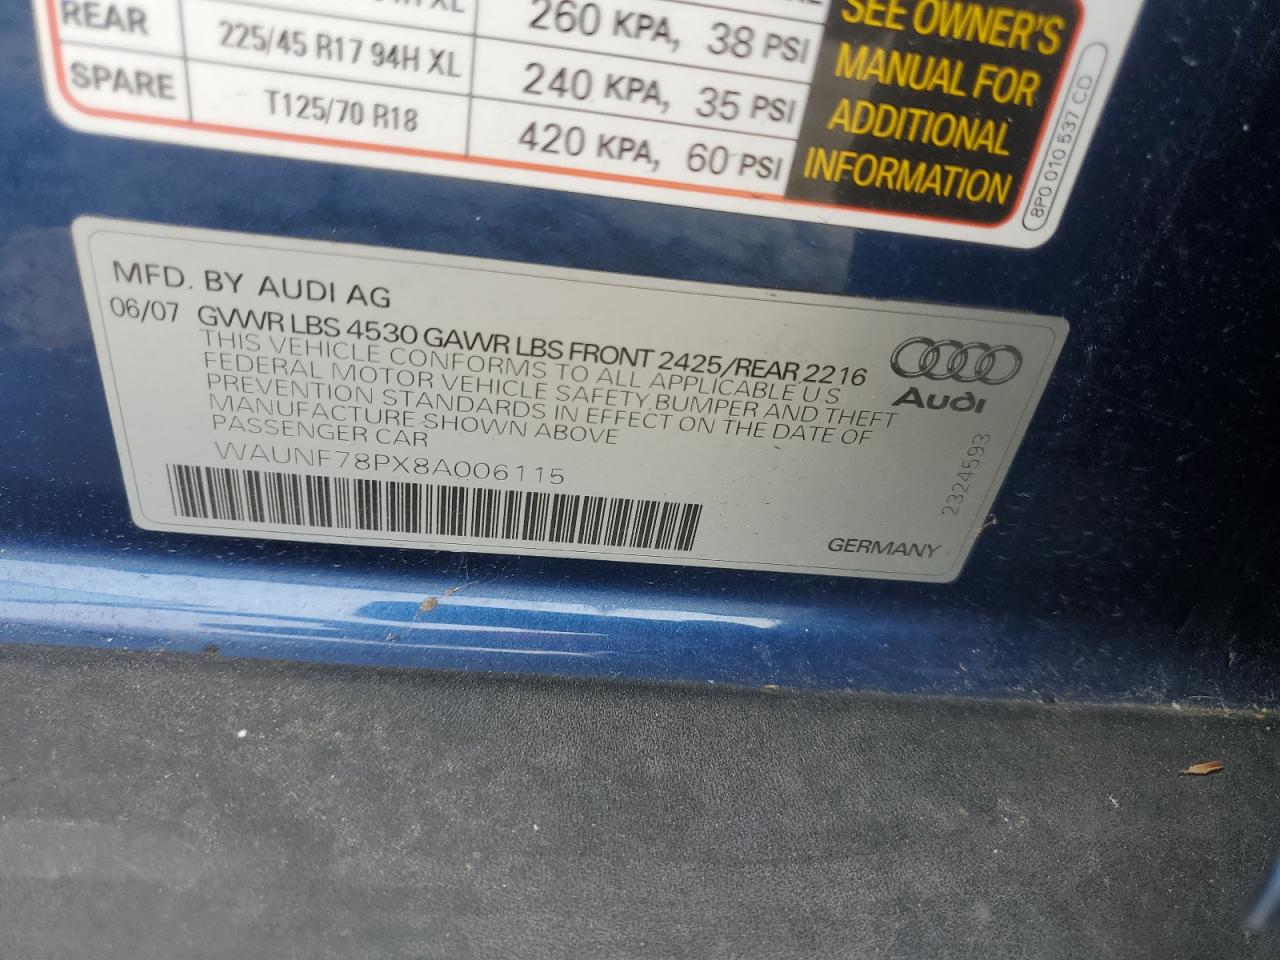 260 KPA, 38 PSI
REAR 225/45 R17 94H XL 240 KPA, 35 PSI
SPARE T125/70 R18 420 KPA, 60 PSI
SEE OWNER'S
MANUAL FOR
ADDITIONAL
INFORMATION
8P0 010 537 CD
MFD. BY AUDI AG
06/07 GVWR LBS 4530 GAWR LBS FRONT 2425/REAR 2216
THIS VEHICLE CONFORMS TO ALL APPLICABLE U S
FEDERAL MOTOR VEHICLE SAFETY.BUMPER AND THEFT
PREVENTION STANDARDS IN EFFECT ON THE DATE OF
MANUFACTURE SHOWN ABOVE
PASSENGER CAR
WAUNF78PX8A006115
Audi
2324593
GERMANY